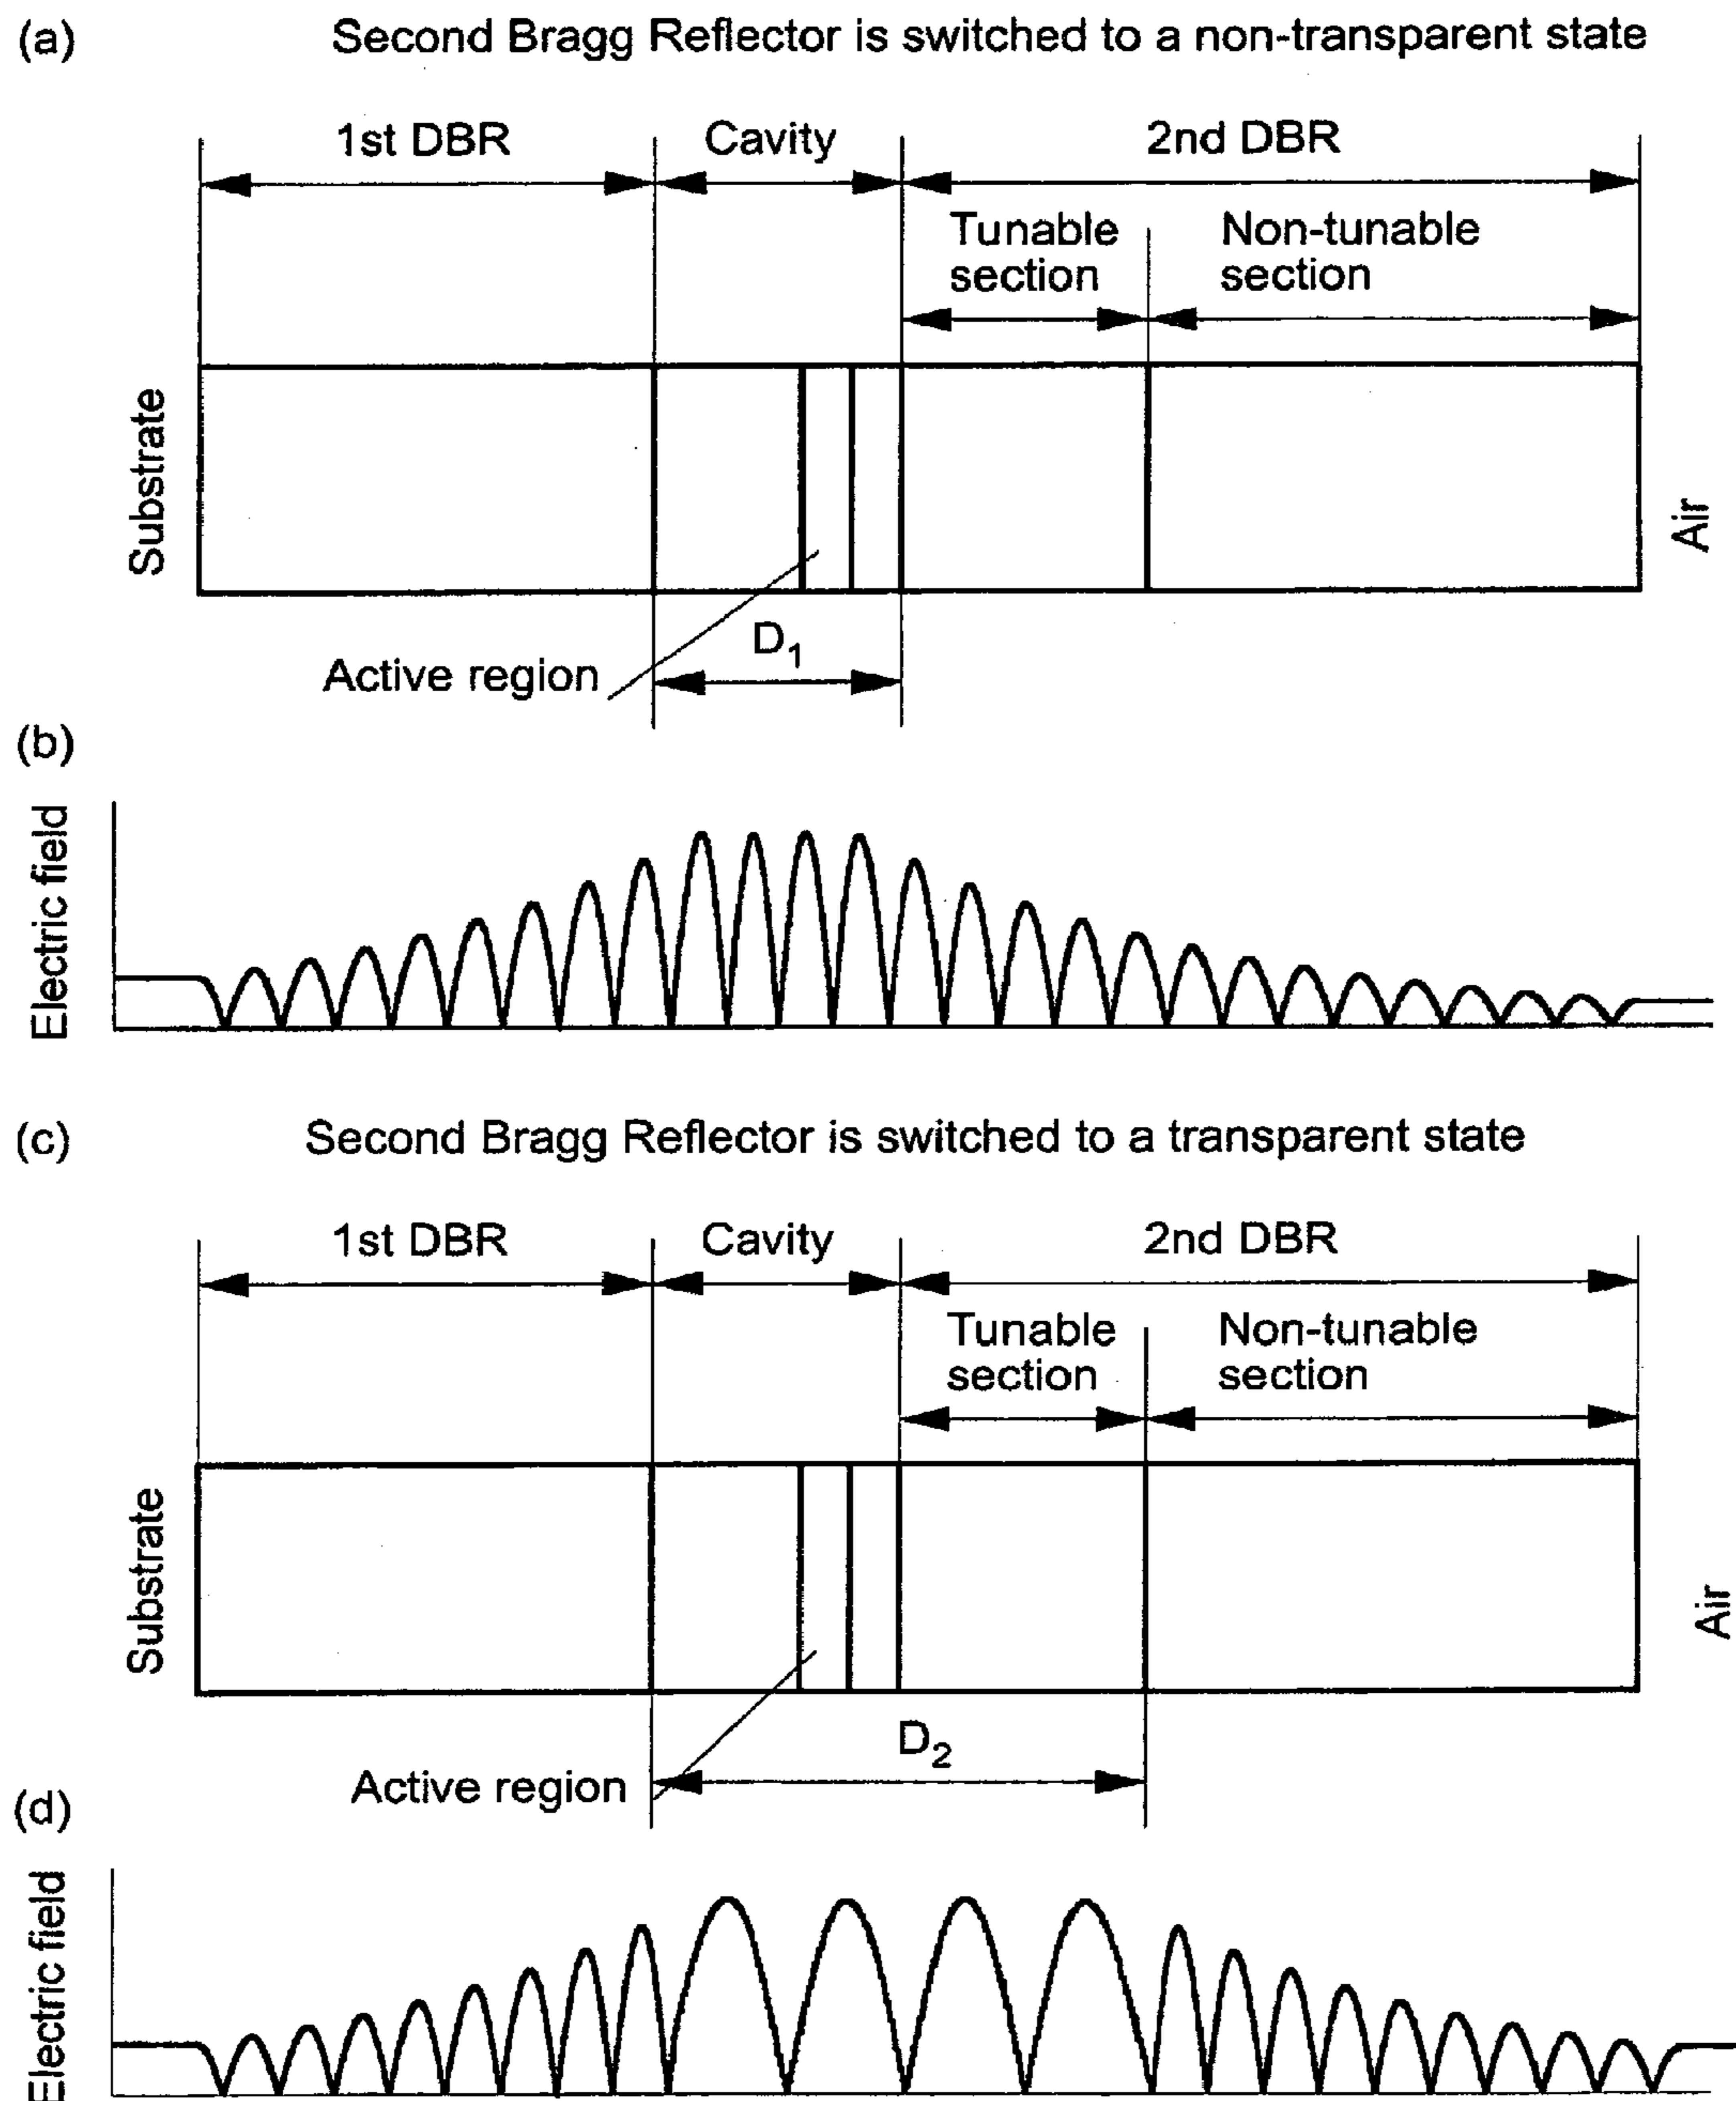 (a)
Second Bragg Reflector is switched to a non-transparent state
1st DBR
Cavity
2nd DBR
Tunable
section
Non-tunable
section
Substrate
Air
D₁
Active region
(b)
Electric field
(c)
Second Bragg Reflector is switched to a transparent state
1st DBR
Cavity
2nd DBR
Tunable
section
Non-tunable
section
Substrate
Air
D₂
Active region
(d)
Electric field